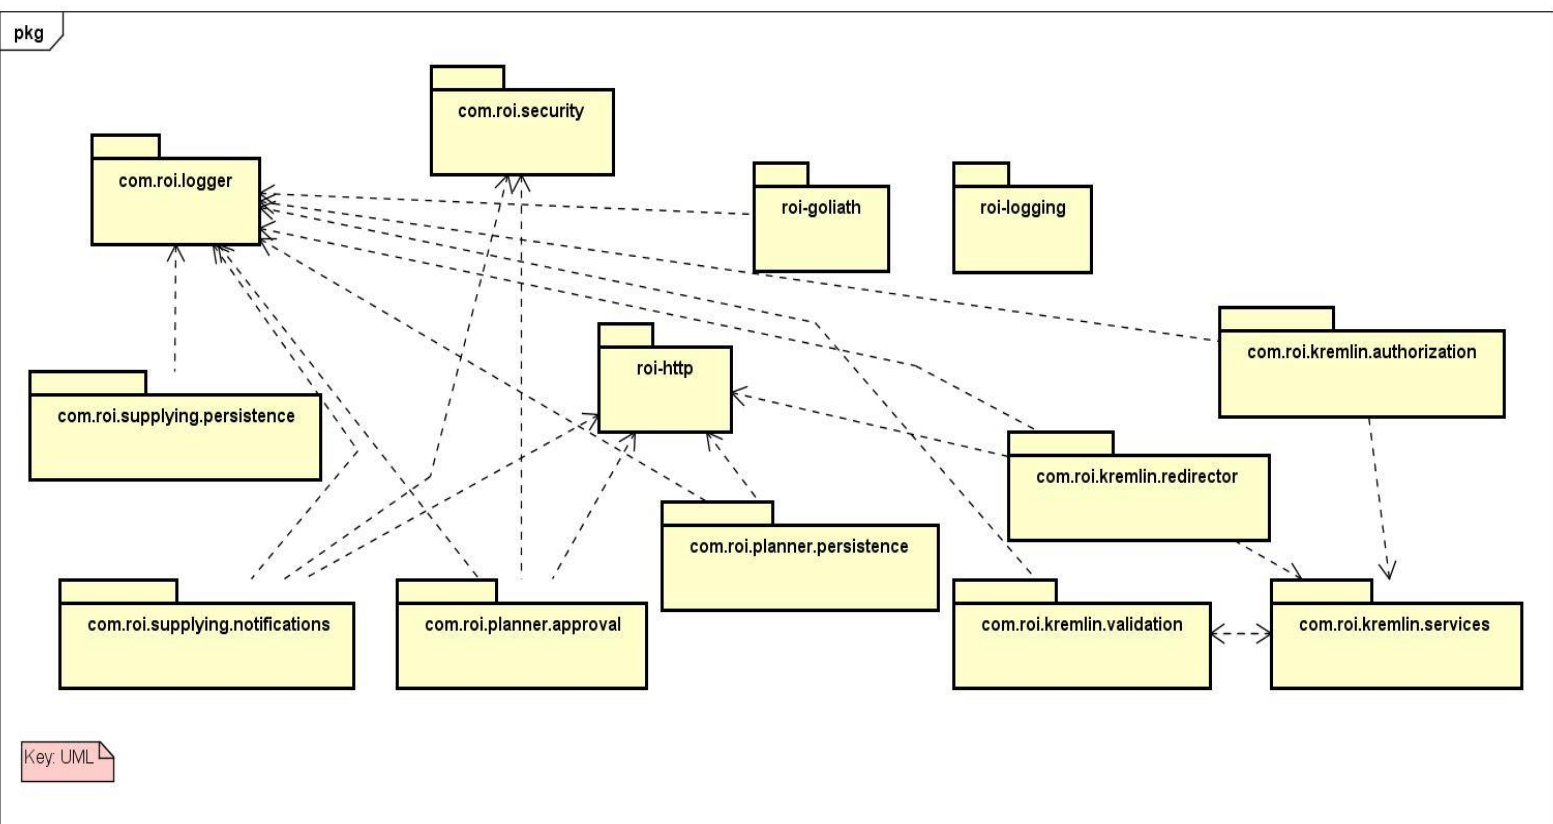 pkg
com.roi.security
com.roi.logger
roi-goliath
roi-logging
com.roi.kremlin.authorization
roi-http
com.roi.supplying.persistence
com.roi.kremlin.redirector
com.roi.planner.persistence
com.roi.supplying.notifications
com.roi.planner.approval
com.roi.kremlin.validation
com.roi.kremlin.services
Key: UML